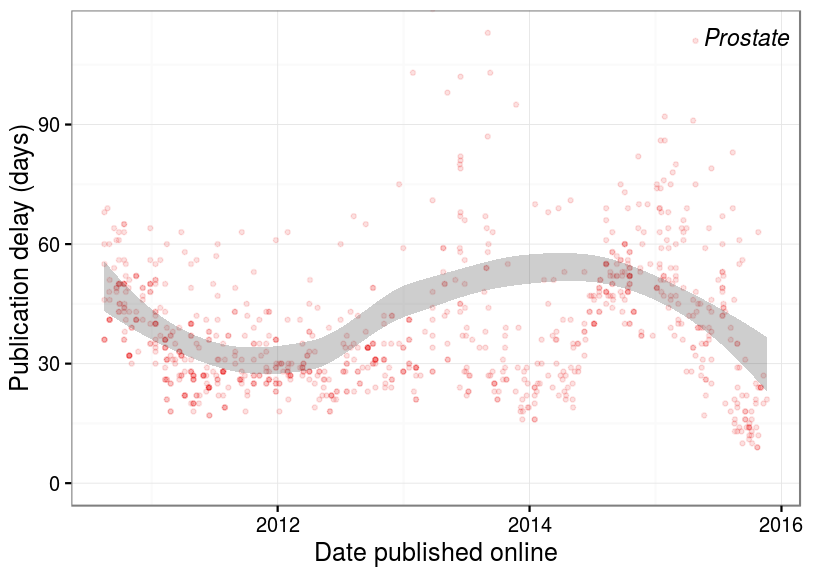 Prostate
Publication delay (days)
90
60
30
0
2012
2014
2016
Date published online